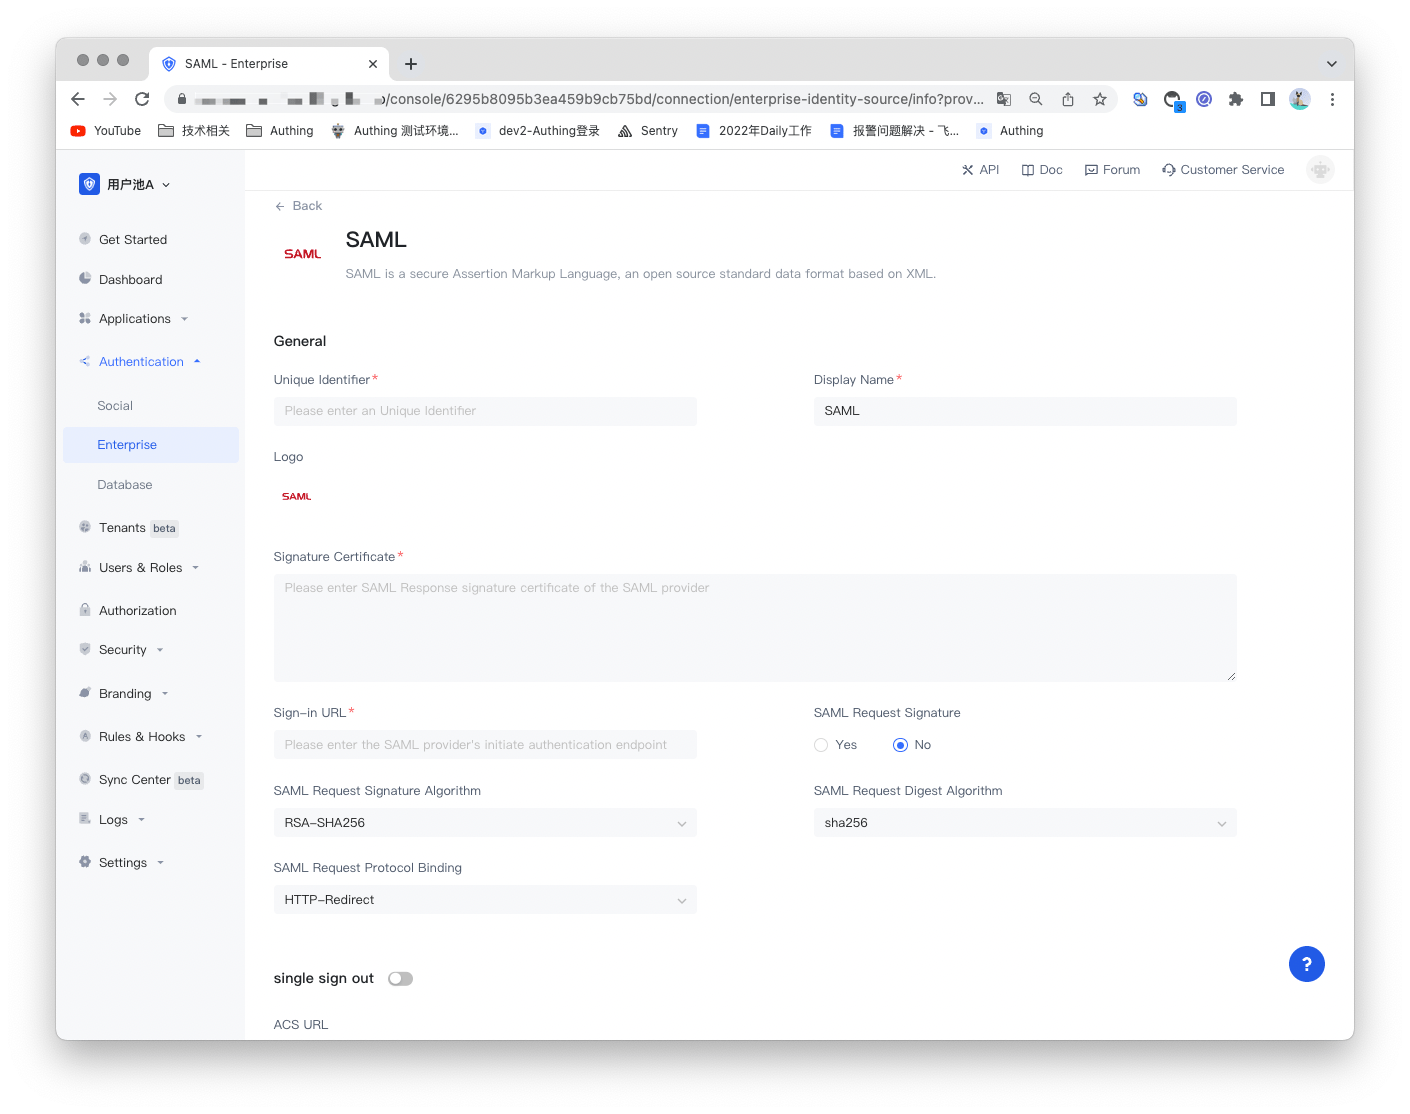 SAML - Enterprise
/console/6295b8095b3ea459b9cb75bd/connection/enterprise-identity-source/info?prov...
3
YouTube 技术相关 Authing Authing 测试环境... dev2-Authing登录 Sentry 2022年Daily工作 报警问题解决 - 飞... Authing
用户池A
API Doc Forum Customer Service
Get Started
Dashboard
Applications
Authentication
Social
Enterprise
Database
Tenants beta
Users & Roles
Authorization
Security
Branding
Rules & Hooks
Sync Center beta
Logs
Settings
Back
SAML
SAML
SAML is a secure Assertion Markup Language, an open source standard data format based on XML.
General
Unique Identifier* Display Name*
Please enter an Unique Identifier SAML
Logo
SAML
Signature Certificate*
Please enter SAML Response signature certificate of the SAML provider
Sign-in URL* SAML Request Signature
Please enter the SAML provider's initiate authentication endpoint Yes No
SAML Request Signature Algorithm SAML Request Digest Algorithm
RSA-SHA256 sha256
SAML Request Protocol Binding
HTTP-Redirect
single sign out
?
ACS URL